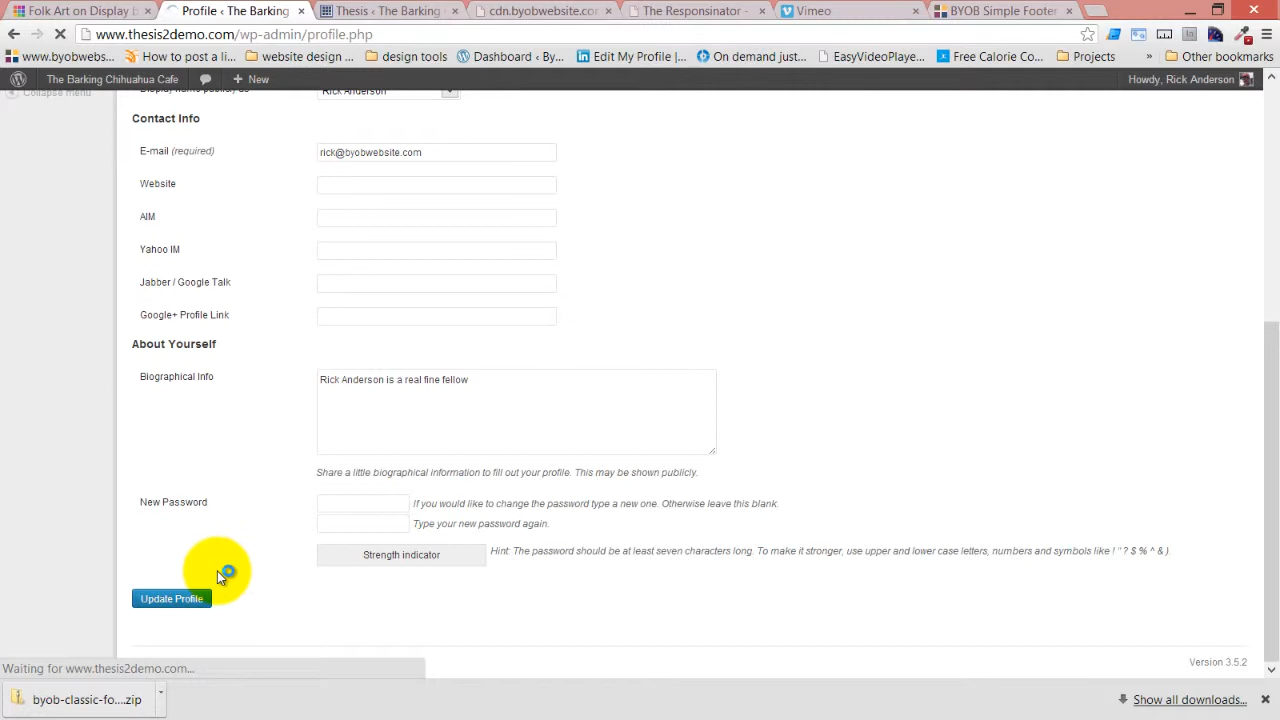 Folk Art on Display b
Profile ‹ The Barking
Thesis ‹ The Barking
cdn.byobwebsite.com
The Responsinator -
Vimeo
BYOB Simple Footer
www.thesis2demo.com/wp-admin/profile.php
www.byobwebs...
How to post a li...
website design ...
design tools
Dashboard ‹ By...
Edit My Profile |...
On demand just...
EasyVideoPlaye...
Free Calorie Co...
Projects
»
Other bookmarks
The Barking Chihuahua Cafe
+ New
Howdy, Rick Anderson
Collapse menu
Rick Anderson
Contact Info
E-mail (required)
rick@byobwebsite.com
Website
AIM
Yahoo IM
Jabber / Google Talk
Google+ Profile Link
About Yourself
Biographical Info
Rick Anderson is a real fine fellow
Share a little biographical information to fill out your profile. This may be shown publicly.
New Password
If you would like to change the password type a new one. Otherwise leave this blank.
Type your new password again.
Strength indicator
Hint: The password should be at least seven characters long. To make it stronger, use upper and lower case letters, numbers and symbols like ! " ? $ % ^ & ).
Update Profile
Version 3.5.2
Waiting for www.thesis2demo.com...
byob-classic-fo....zip
Show all downloads...